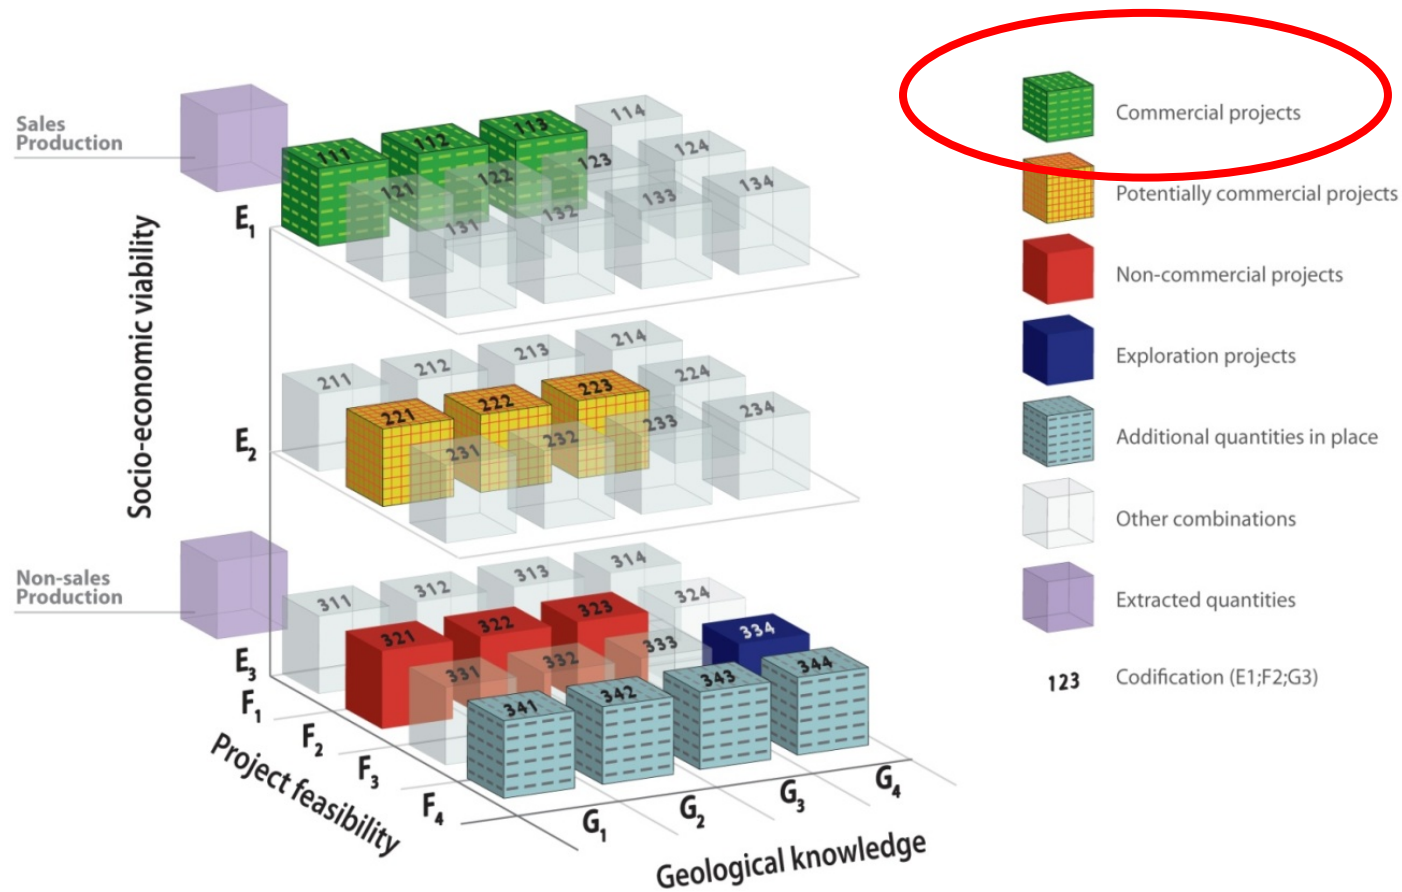 Sales
Production
111
112
113
114
121
122
123
124
131
132
133
134
E1
Socio-economic viability
211
212
213
214
221
222
223
224
231
232
233
234
E2
Non-sales
Production
311
312
313
314
321
322
323
324
331
332
333
334
341
342
343
344
E3
F1
F2
F3
F4
Project feasibility
G1
G2
G3
G4
Geological knowledge
Commercial projects
Potentially commercial projects
Non-commercial projects
Exploration projects
Additional quantities in place
Other combinations
Extracted quantities
123 Codification (E1;F2;G3)